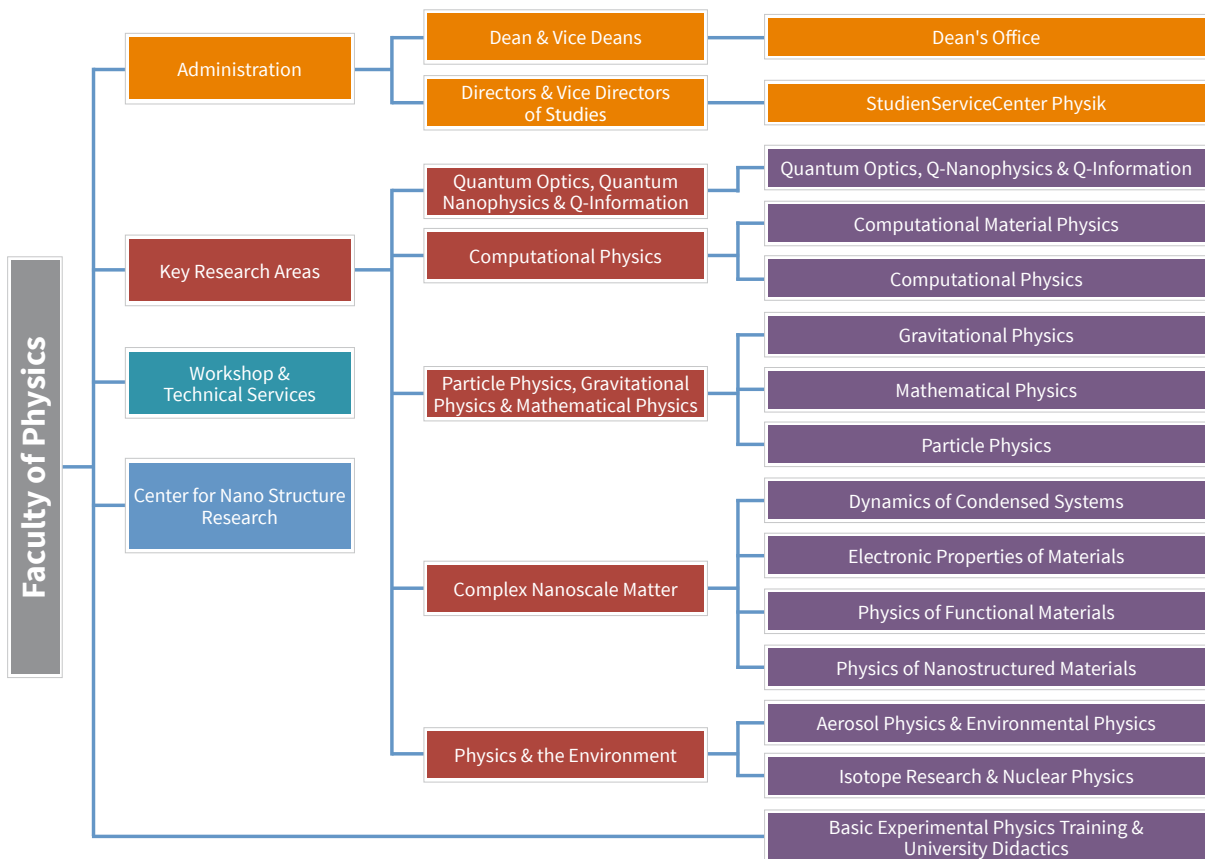 Faculty of Physics
Administration
Dean & Vice Deans
Dean's Office
Directors & Vice Directors
of Studies
StudienServiceCenter Physik
Key Research Areas
Quantum Optics, Quantum
Nanophysics & Q-Information
Quantum Optics, Q-Nanophysics & Q-Information
Computational Physics
Computational Material Physics
Computational Physics
Particle Physics, Gravitational
Physics & Mathematical Physics
Gravitational Physics
Mathematical Physics
Particle Physics
Complex Nanoscale Matter
Dynamics of Condensed Systems
Electronic Properties of Materials
Physics of Functional Materials
Physics of Nanostructured Materials
Physics & the Environment
Aerosol Physics & Environmental Physics
Isotope Research & Nuclear Physics
Workshop &
Technical Services
Center for Nano Structure
Research
Basic Experimental Physics Training &
University Didactics